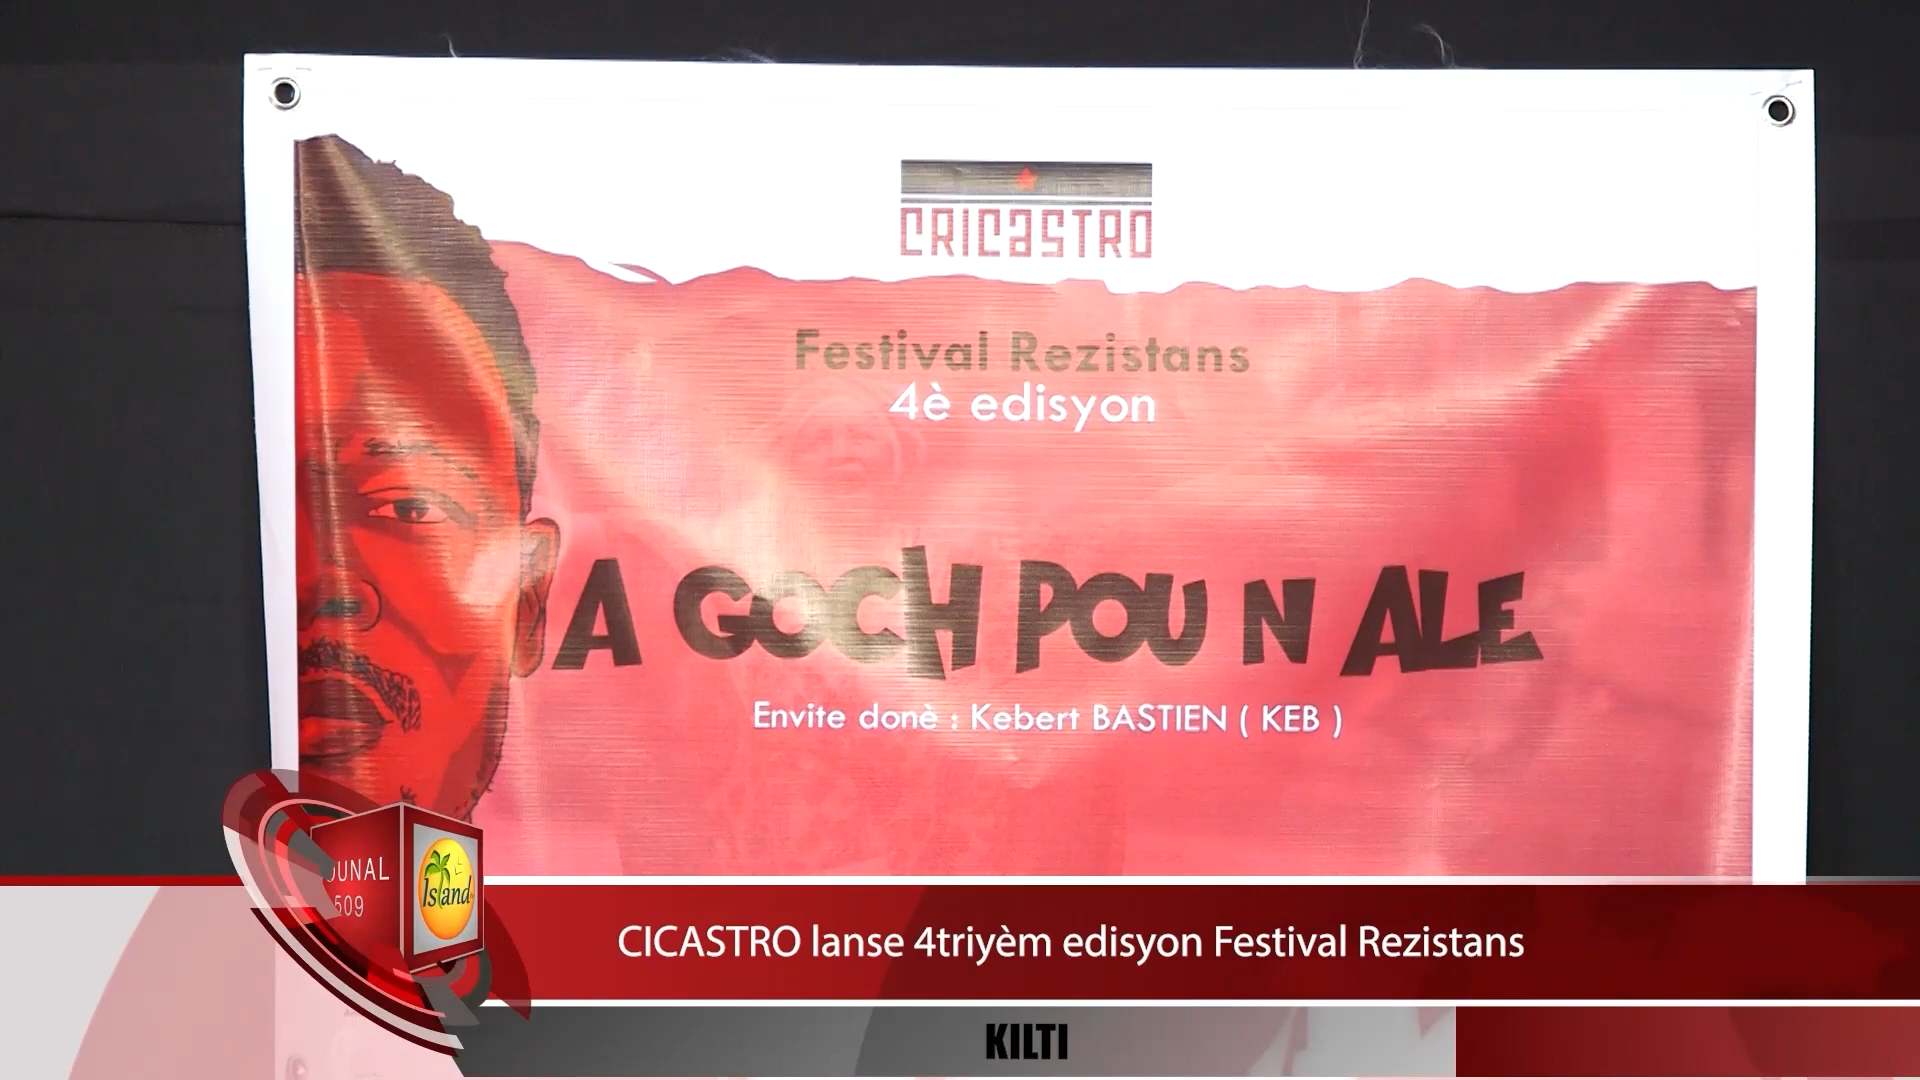 CRICASTRO
Festival Rezistans
4è edisyon
A GOCH POU N ALE
Envite donè : Kebert BASTIEN ( KEB )
OUNAL
509
Island
CICASTRO lanse 4triyèm edisyon Festival Rezistans
KILTI